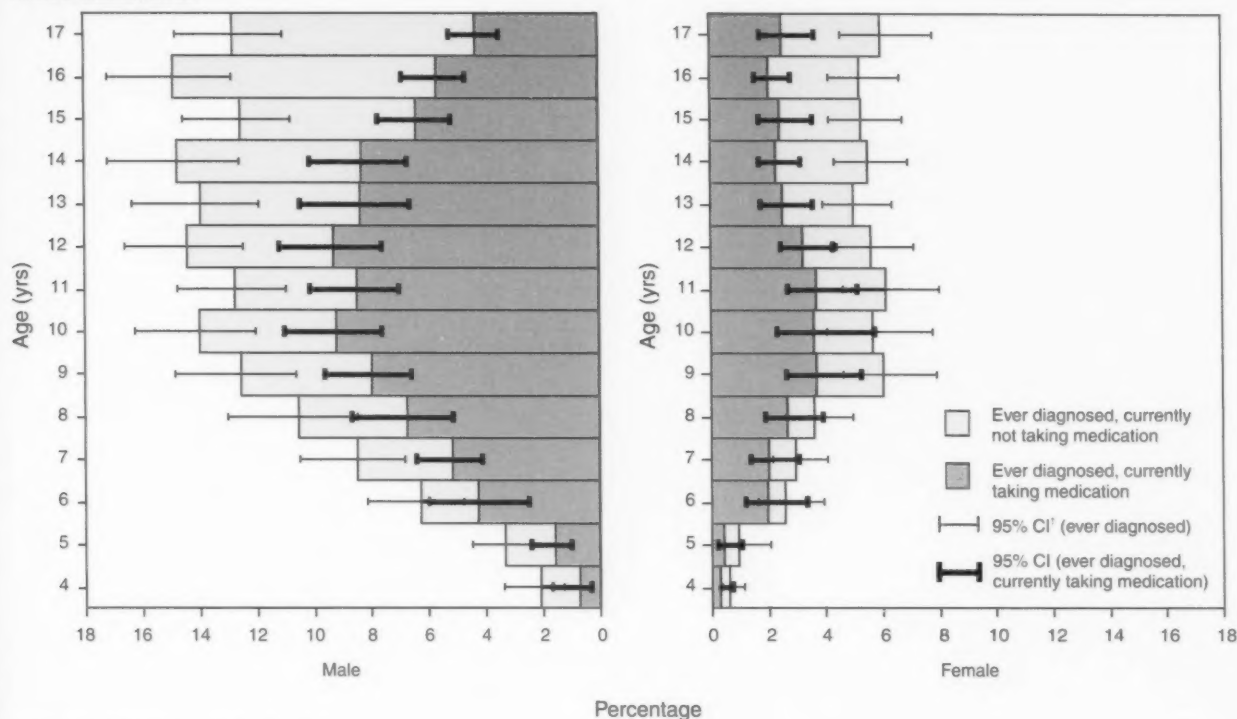 Age (yrs)
17
16
15
14
13
12
11
10
9
8
7
6
5
4
18 16 14 12 10 8 6 4 2 0
Male
Age (yrs)
17
16
15
14
13
12
11
10
9
8
7
6
5
4
0 2 4 6 8 10 12 14 16 18
Female
Ever diagnosed, currently
not taking medication
Ever diagnosed, currently
taking medication
95% CI† (ever diagnosed)
95% CI (ever diagnosed,
currently taking medication)
Percentage